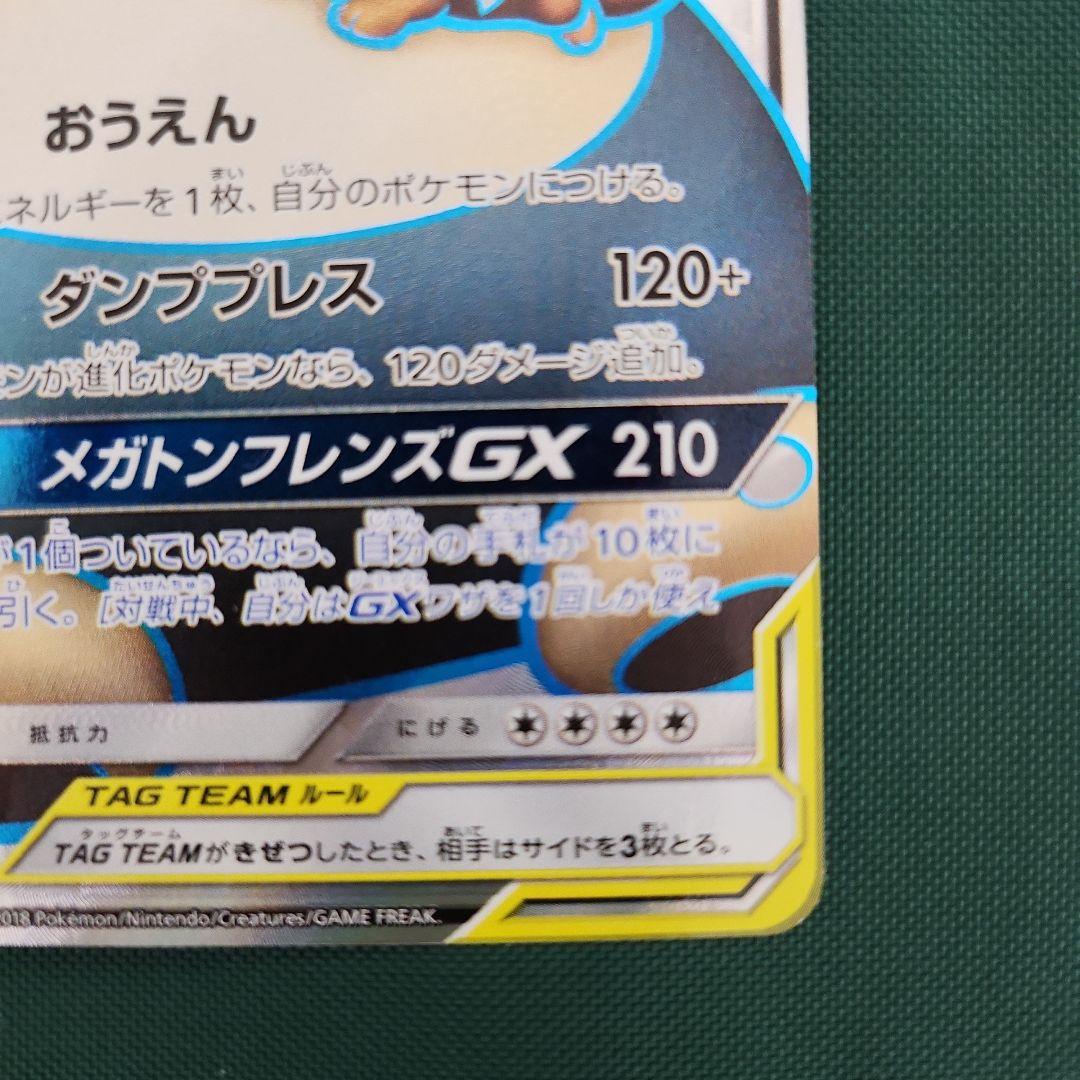 おうえん
ネルギーを1枚、自分のポケモンにつける。
ダンププレス 120+
ンが進化ポケモンなら、120ダメージ追加。
メガトンフレンズGX 210
が1個ついているなら、自分の手札が10枚に
引く。[対戦中、自分はGXワザを1回しか使え
抵抗力 にげる
TAG TEAM ルール
TAG TEAMがきぜつしたとき、相手はサイドを3枚とる。
2018 Pokémon/Nintendo/Creatures/GAME FREAK.